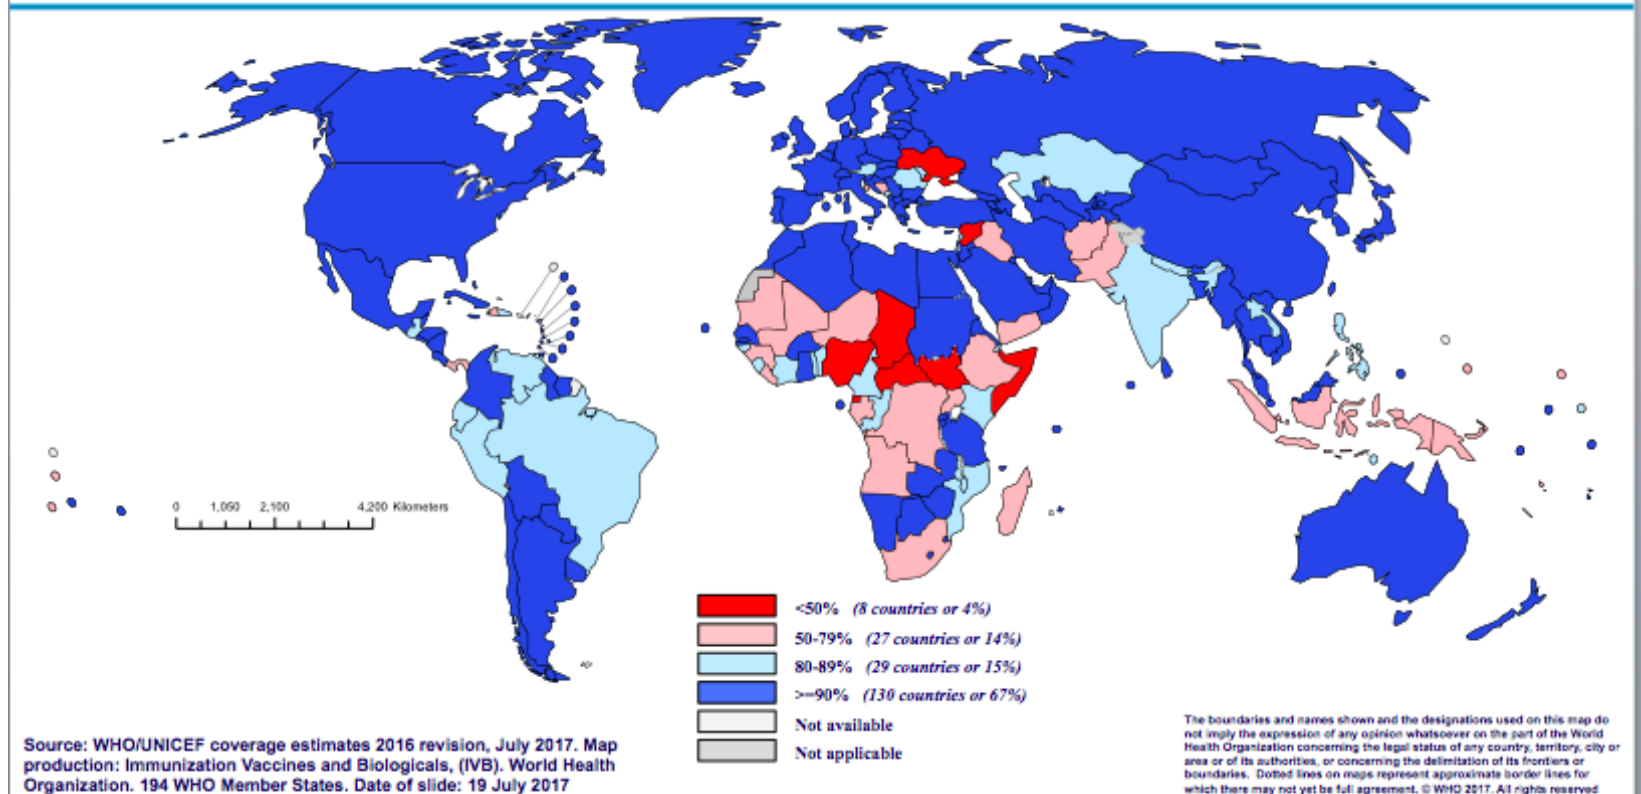 0 1,050 2,100 4,200 Kilometers
<50% (8 countries or 4%)
50-79% (27 countries or 14%)
80-89% (29 countries or 15%)
>=90% (130 countries or 67%)
Not available
Not applicable
Source: WHO/UNICEF coverage estimates 2016 revision, July 2017. Map
production: Immunization Vaccines and Biologicals, (IVB). World Health
Organization. 194 WHO Member States. Date of slide: 19 July 2017
The boundaries and names shown and the designations used on this map do
not imply the expression of any opinion whatsoever on the part of the World
Health Organization concerning the legal status of any country, territory, city or
area or of its authorities, or concerning the delimitation of its frontiers or
boundaries. Dotted lines on maps represent approximate border lines for
which there may not yet be full agreement. © WHO 2017. All rights reserved